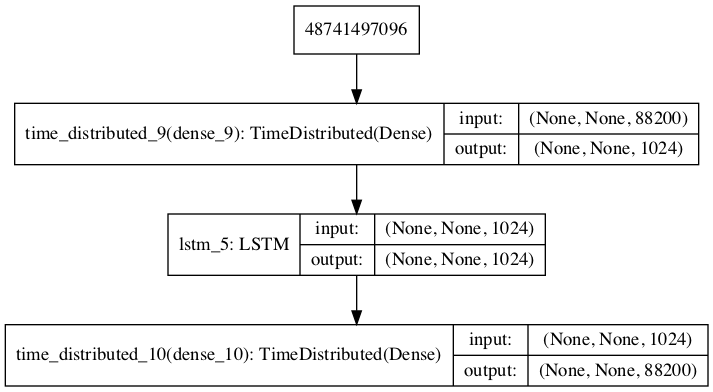 48741497096
time_distributed_9(dense_9): TimeDistributed(Dense)
input: (None, None, 88200)
output: (None, None, 1024)
lstm_5: LSTM
input: (None, None, 1024)
output: (None, None, 1024)
time_distributed_10(dense_10): TimeDistributed(Dense)
input: (None, None, 1024)
output: (None, None, 88200)